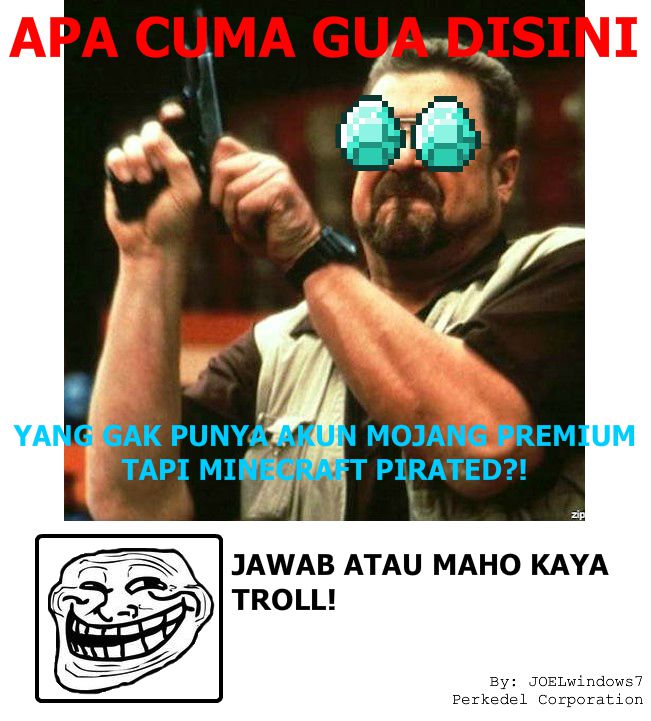 APA CUMA GUA DISINI
YANG GAK PUNYA AKUN MOJANG PREMIUM
TAPI MINECRAFT PIRATED?!
zip
JAWAB ATAU MAHO KAYA
TROLL!
By: JOELwindows7
Perkedel Corporation